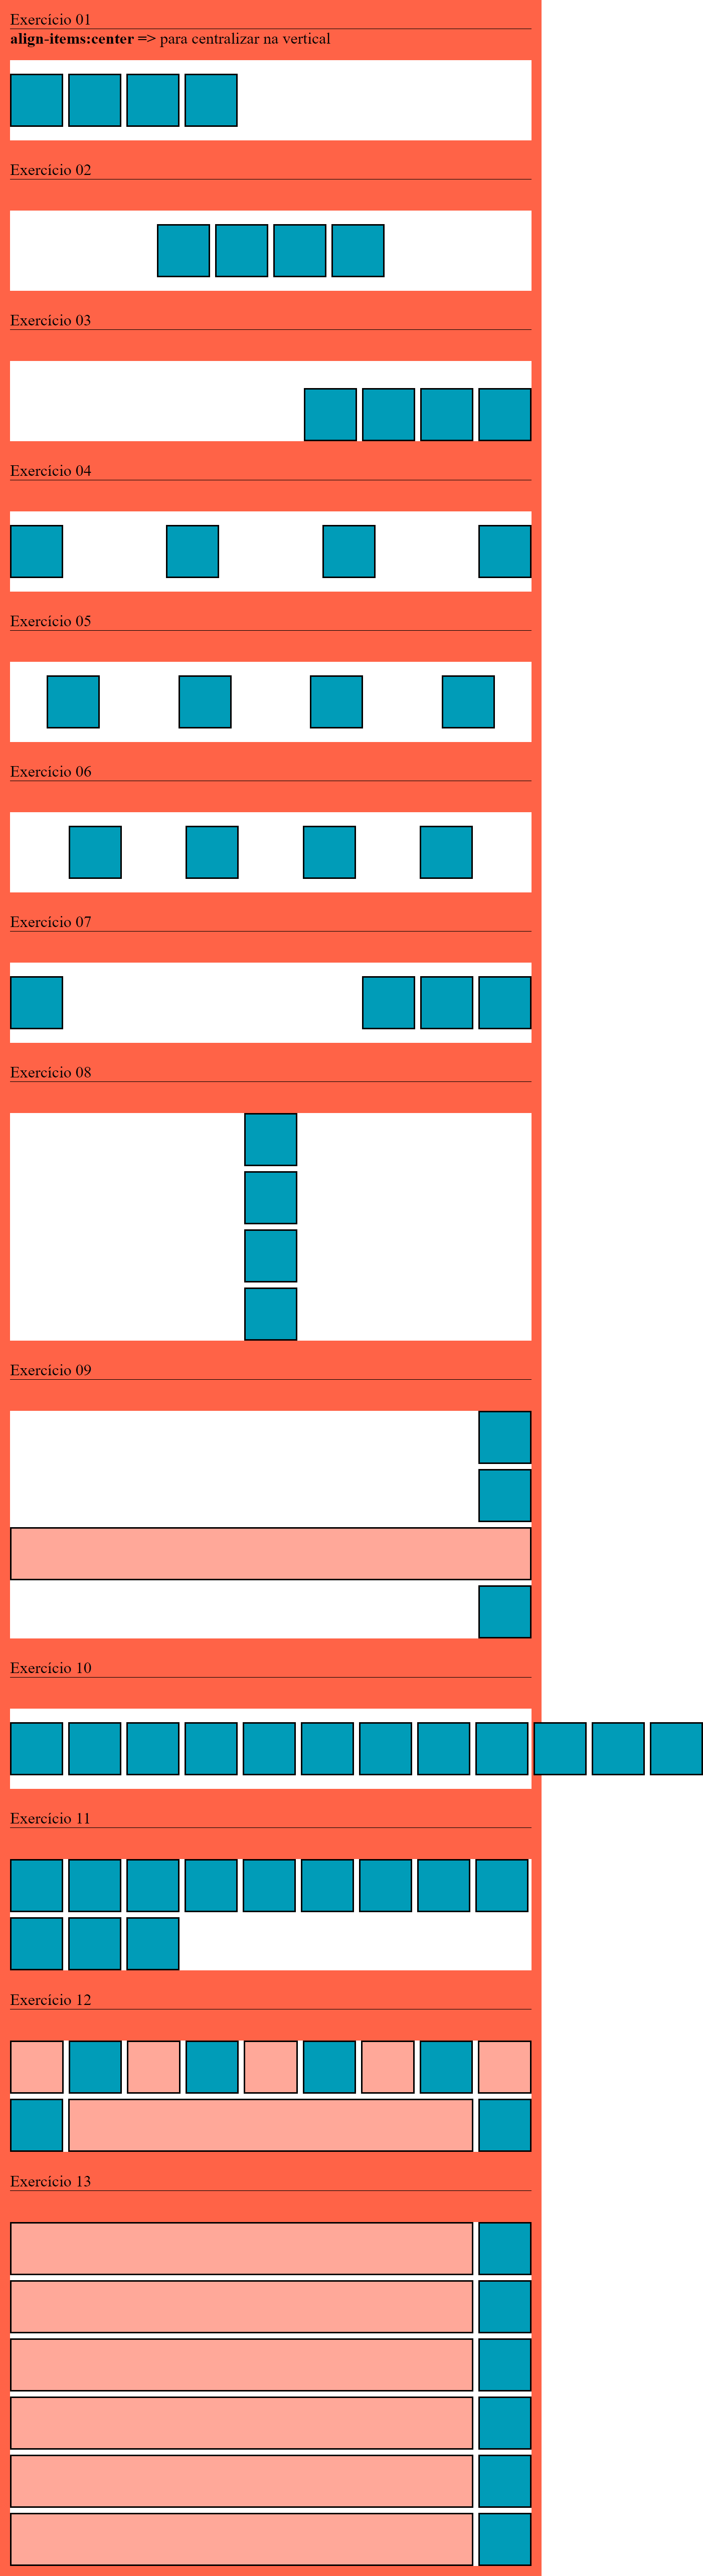 Exercício 01
align-items:center => para centralizar na vertical
Exercício 02
Exercício 03
Exercício 04
Exercício 05
Exercício 06
Exercício 07
Exercício 08
Exercício 09
Exercício 10
Exercício 11
Exercício 12
Exercício 13